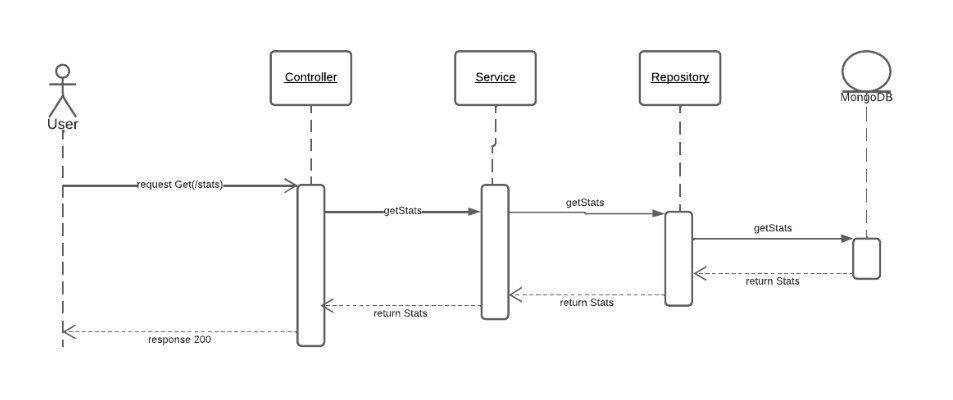 Controller
Service
Repository
MongoDB
User
request Get(/stats)
getStats
getStats
getStats
return Stats
return Stats
return Stats
response 200